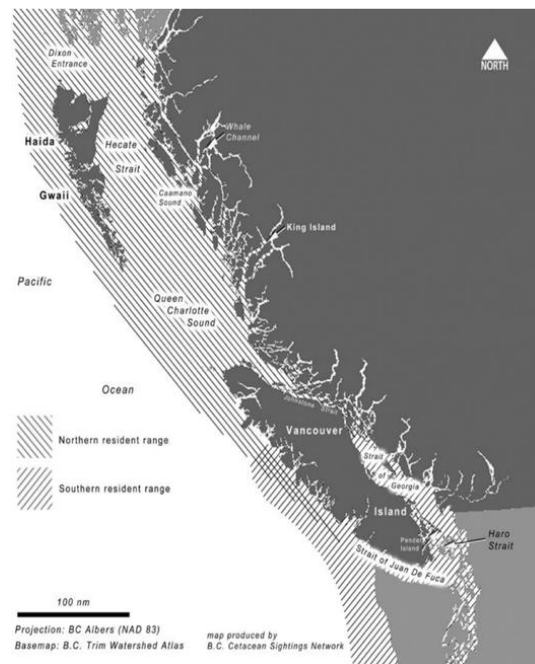 Dixon
Entrance
NORTH
Whale
Channel
Haida
Hecate
Strait
Gwaii
Caamano
Sound
King Island
Pacific
Queen
Charlotte
Sound
Ocean
Johnstone Strait
Vancouver
Strait
of
Georgia
Northern resident range
Southern resident range
Island
Haro
Strait
Pender
Island
Strait of Juan De Fuca
100 nm
Projection: BC Albers (NAD 83)
Basemap: B.C. Trim Watershed Atlas
map produced by
B.C. Cetacean Sightings Network